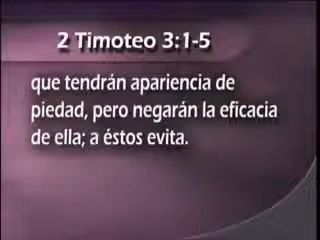 2 Timoteo 3:1-5
que tendrán apariencia de
piedad, pero negarán la eficacia
de ella; a éstos evita.